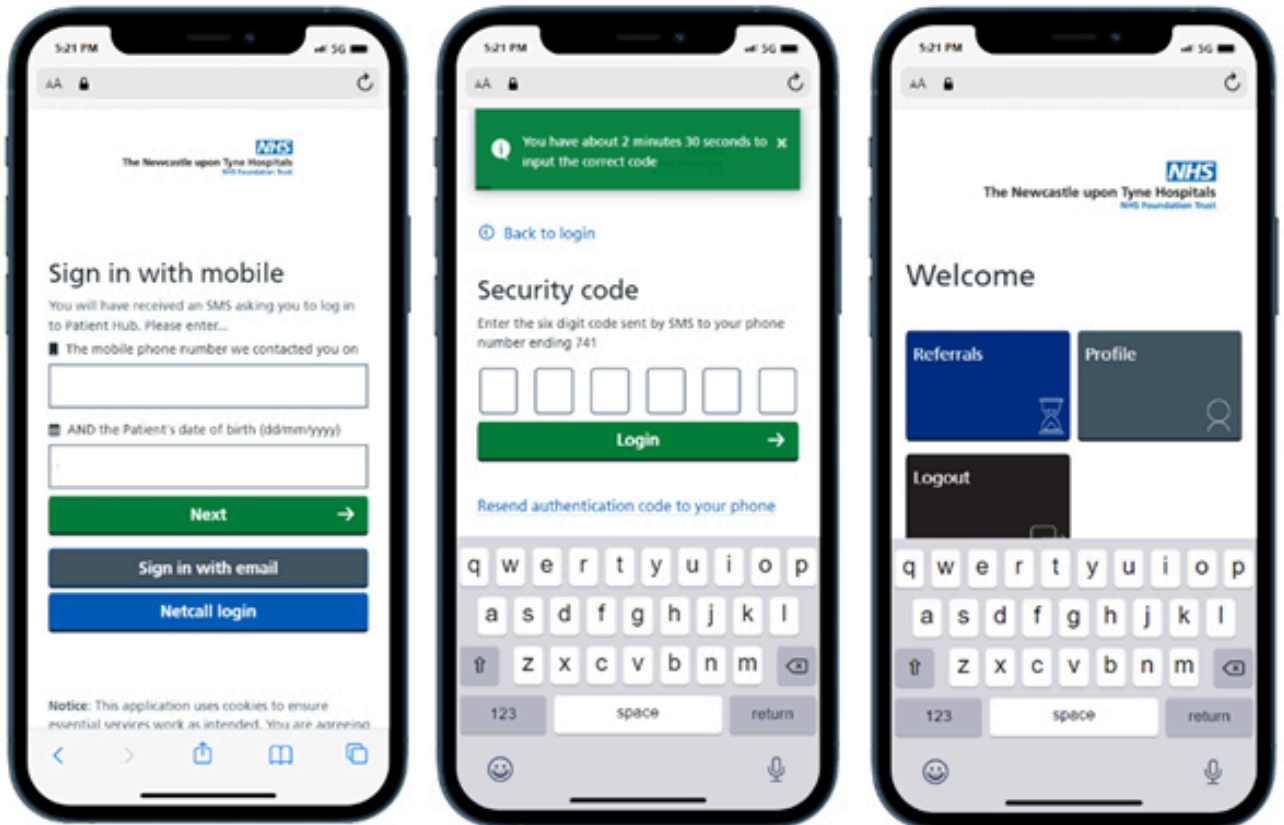 5:21 PM
5G
AA
NHS
The Newcastle upon Tyne Hospitals
NHS Foundation Trust
Sign in with mobile
You will have received an SMS asking you to log in
to Patient Hub. Please enter...
The mobile phone number we contacted you on
AND the Patient's date of birth (dd/mm/yyyy)
Next
Sign in with email
Netcall login
Notice: This application uses cookies to ensure
essential services work as intended. You are agreeing
5:21 PM
5G
AA
You have about 2 minutes 30 seconds to
input the correct code
Back to login
Security code
Enter the six digit code sent by SMS to your phone
number ending 741
Login
Resend authentication code to your phone
q w e r t y u i o p
a s d f g h j k l
z x c v b n m
123 space return
5:21 PM
5G
AA
NHS
The Newcastle upon Tyne Hospitals
NHS Foundation Trust
Welcome
Referrals
Profile
Logout
q w e r t y u i o p
a s d f g h j k l
z x c v b n m
123 space return